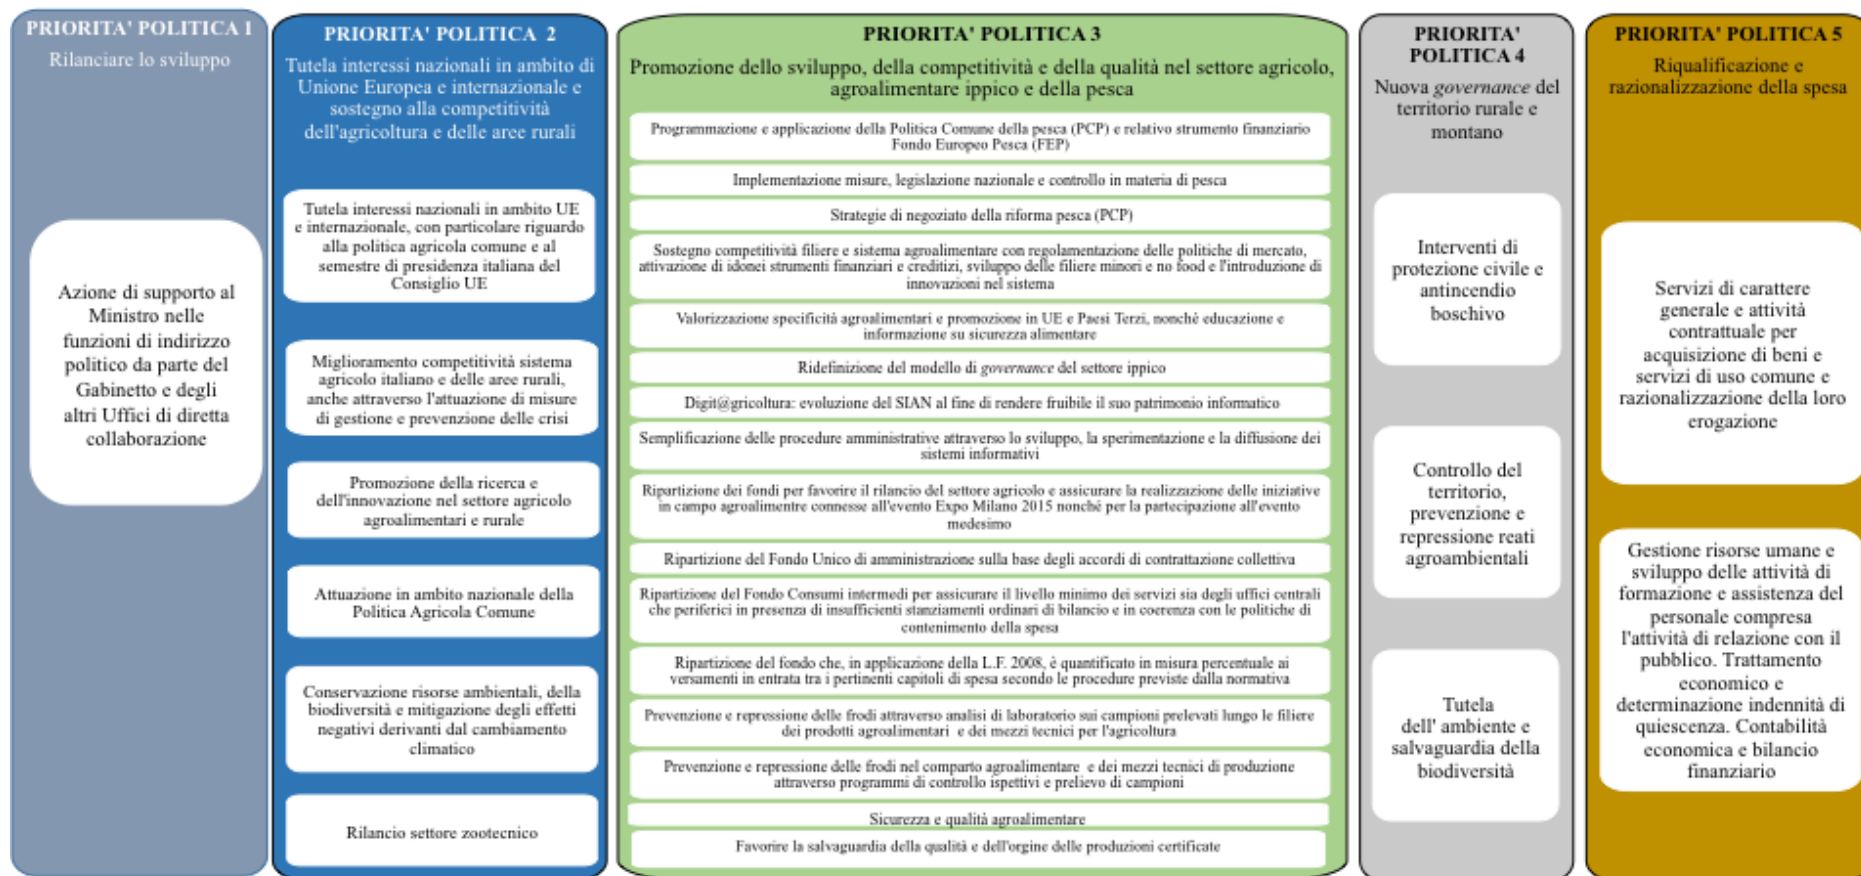 PRIORITA' POLITICA 1
Rilanciare lo sviluppo
Azione di supporto al
Ministro nelle
funzioni di indirizzo
politico da parte del
Gabinetto e degli
altri Uffici di diretta
collaborazione
PRIORITA' POLITICA 2
Tutela interessi nazionali in ambito di
Unione Europea e internazionale e
sostegno alla competitività
dell'agricoltura e delle aree rurali
Tutela interessi nazionali in ambito UE
e internazionale, con particolare riguardo
alla politica agricola comune e al
semestre di presidenza italiana del
Consiglio UE
Miglioramento competitività sistema
agricolo italiano e delle aree rurali,
anche attraverso l'attuazione di misure
di gestione e prevenzione delle crisi
Promozione della ricerca e
dell'innovazione nel settore agricolo
agroalimentari e rurale
Attuazione in ambito nazionale della
Politica Agricola Comune
Conservazione risorse ambientali, della
biodiversità e mitigazione degli effetti
negativi derivanti dal cambiamento
climatico
Rilancio settore zootecnico
PRIORITA' POLITICA 3
Promozione dello sviluppo, della competitività e della qualità nel settore agricolo,
agroalimentare ippico e della pesca
Programmazione e applicazione della Politica Comune della pesca (PCP) e relativo strumento finanziario
Fondo Europeo Pesca (FEP)
Implementazione misure, legislazione nazionale e controllo in materia di pesca
Strategie di negoziato della riforma pesca (PCP)
Sostegno competitività filiere e sistema agroalimentare con regolamentazione delle politiche di mercato,
attivazione di idonei strumenti finanziari e creditizi, sviluppo delle filiere minori e no food e l'introduzione di
innovazioni nel sistema
Valorizzazione specificità agroalimentari e promozione in UE e Paesi Terzi, nonché educazione e
informazione su sicurezza alimentare
Ridefinizione del modello di governance del settore ippico
Digit@gricoltura: evoluzione del SIAN al fine di rendere fruibile il suo patrimonio informatico
Semplificazione delle procedure amministrative attraverso lo sviluppo, la sperimentazione e la diffusione dei
sistemi informativi
Ripartizione dei fondi per favorire il rilancio del settore agricolo e assicurare la realizzazione delle iniziative
in campo agroalimentre connesse all'evento Expo Milano 2015 nonché per la partecipazione all'evento
medesimo
Ripartizione del Fondo Unico di amministrazione sulla base degli accordi di contrattazione collettiva
Ripartizione del Fondo Consumi intermedi per assicurare il livello minimo dei servizi sia degli uffici centrali
che periferici in presenza di insufficienti stanziamenti ordinari di bilancio e in coerenza con le politiche di
contenimento della spesa
Ripartizione del fondo che, in applicazione della L.F. 2008, è quantificato in misura percentuale ai
versamenti in entrata tra i pertinenti capitoli di spesa secondo le procedure previste dalla normativa
Prevenzione e repressione delle frodi attraverso analisi di laboratorio sui campioni prelevati lungo le filiere
dei prodotti agroalimentari e dei mezzi tecnici per l'agricoltura
Prevenzione e repressione delle frodi nel comparto agroalimentare e dei mezzi tecnici di produzione
attraverso programmi di controllo ispettivi e prelievo di campioni
Sicurezza e qualità agroalimentare
Favorire la salvaguardia della qualità e dell'orgine delle produzioni certificate
PRIORITA'
POLITICA 4
Nuova governance del
territorio rurale e
montano
Interventi di
protezione civile e
antincendio
boschivo
Controllo del
territorio,
prevenzione e
repressione reati
agroambientali
Tutela
dell' ambiente e
salvaguardia della
biodiversità
PRIORITA' POLITICA 5
Riqualificazione e
razionalizzazione della spesa
Servizi di carattere
generale e attività
contrattuale per
acquisizione di beni e
servizi di uso comune e
razionalizzazione della loro
erogazione
Gestione risorse umane e
sviluppo delle attività di
formazione e assistenza del
personale compresa
l'attività di relazione con il
pubblico. Trattamento
economico e
determinazione indennità di
quiescenza. Contabilità
economica e bilancio
finanziario